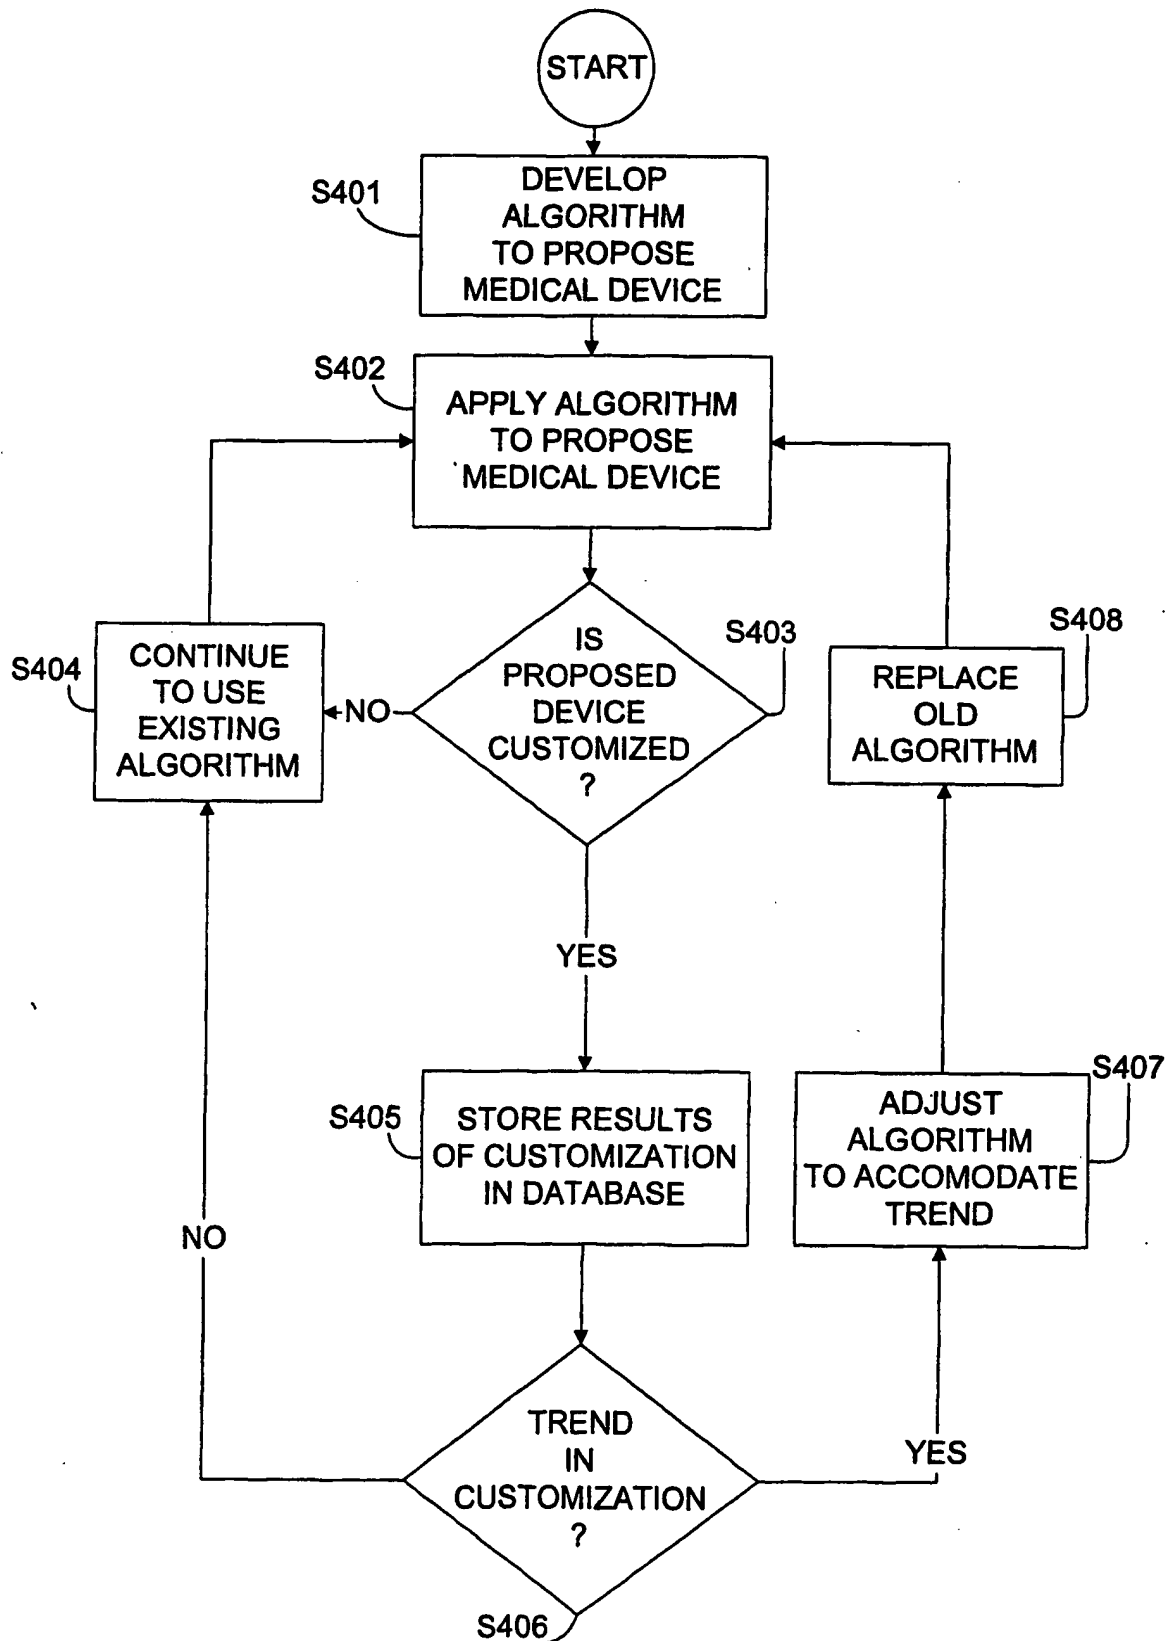 START
S401
DEVELOP
ALGORITHM
TO PROPOSE
MEDICAL DEVICE
S402
APPLY ALGORITHM
TO PROPOSE
MEDICAL DEVICE
S403
IS
PROPOSED
DEVICE
CUSTOMIZED
?
NO
S404
CONTINUE
TO USE
EXISTING
ALGORITHM
S408
REPLACE
OLD
ALGORITHM
YES
S405
STORE RESULTS
OF CUSTOMIZATION
IN DATABASE
S407
ADJUST
ALGORITHM
TO ACCOMODATE
TREND
NO
TREND
IN
CUSTOMIZATION
?
YES
S406